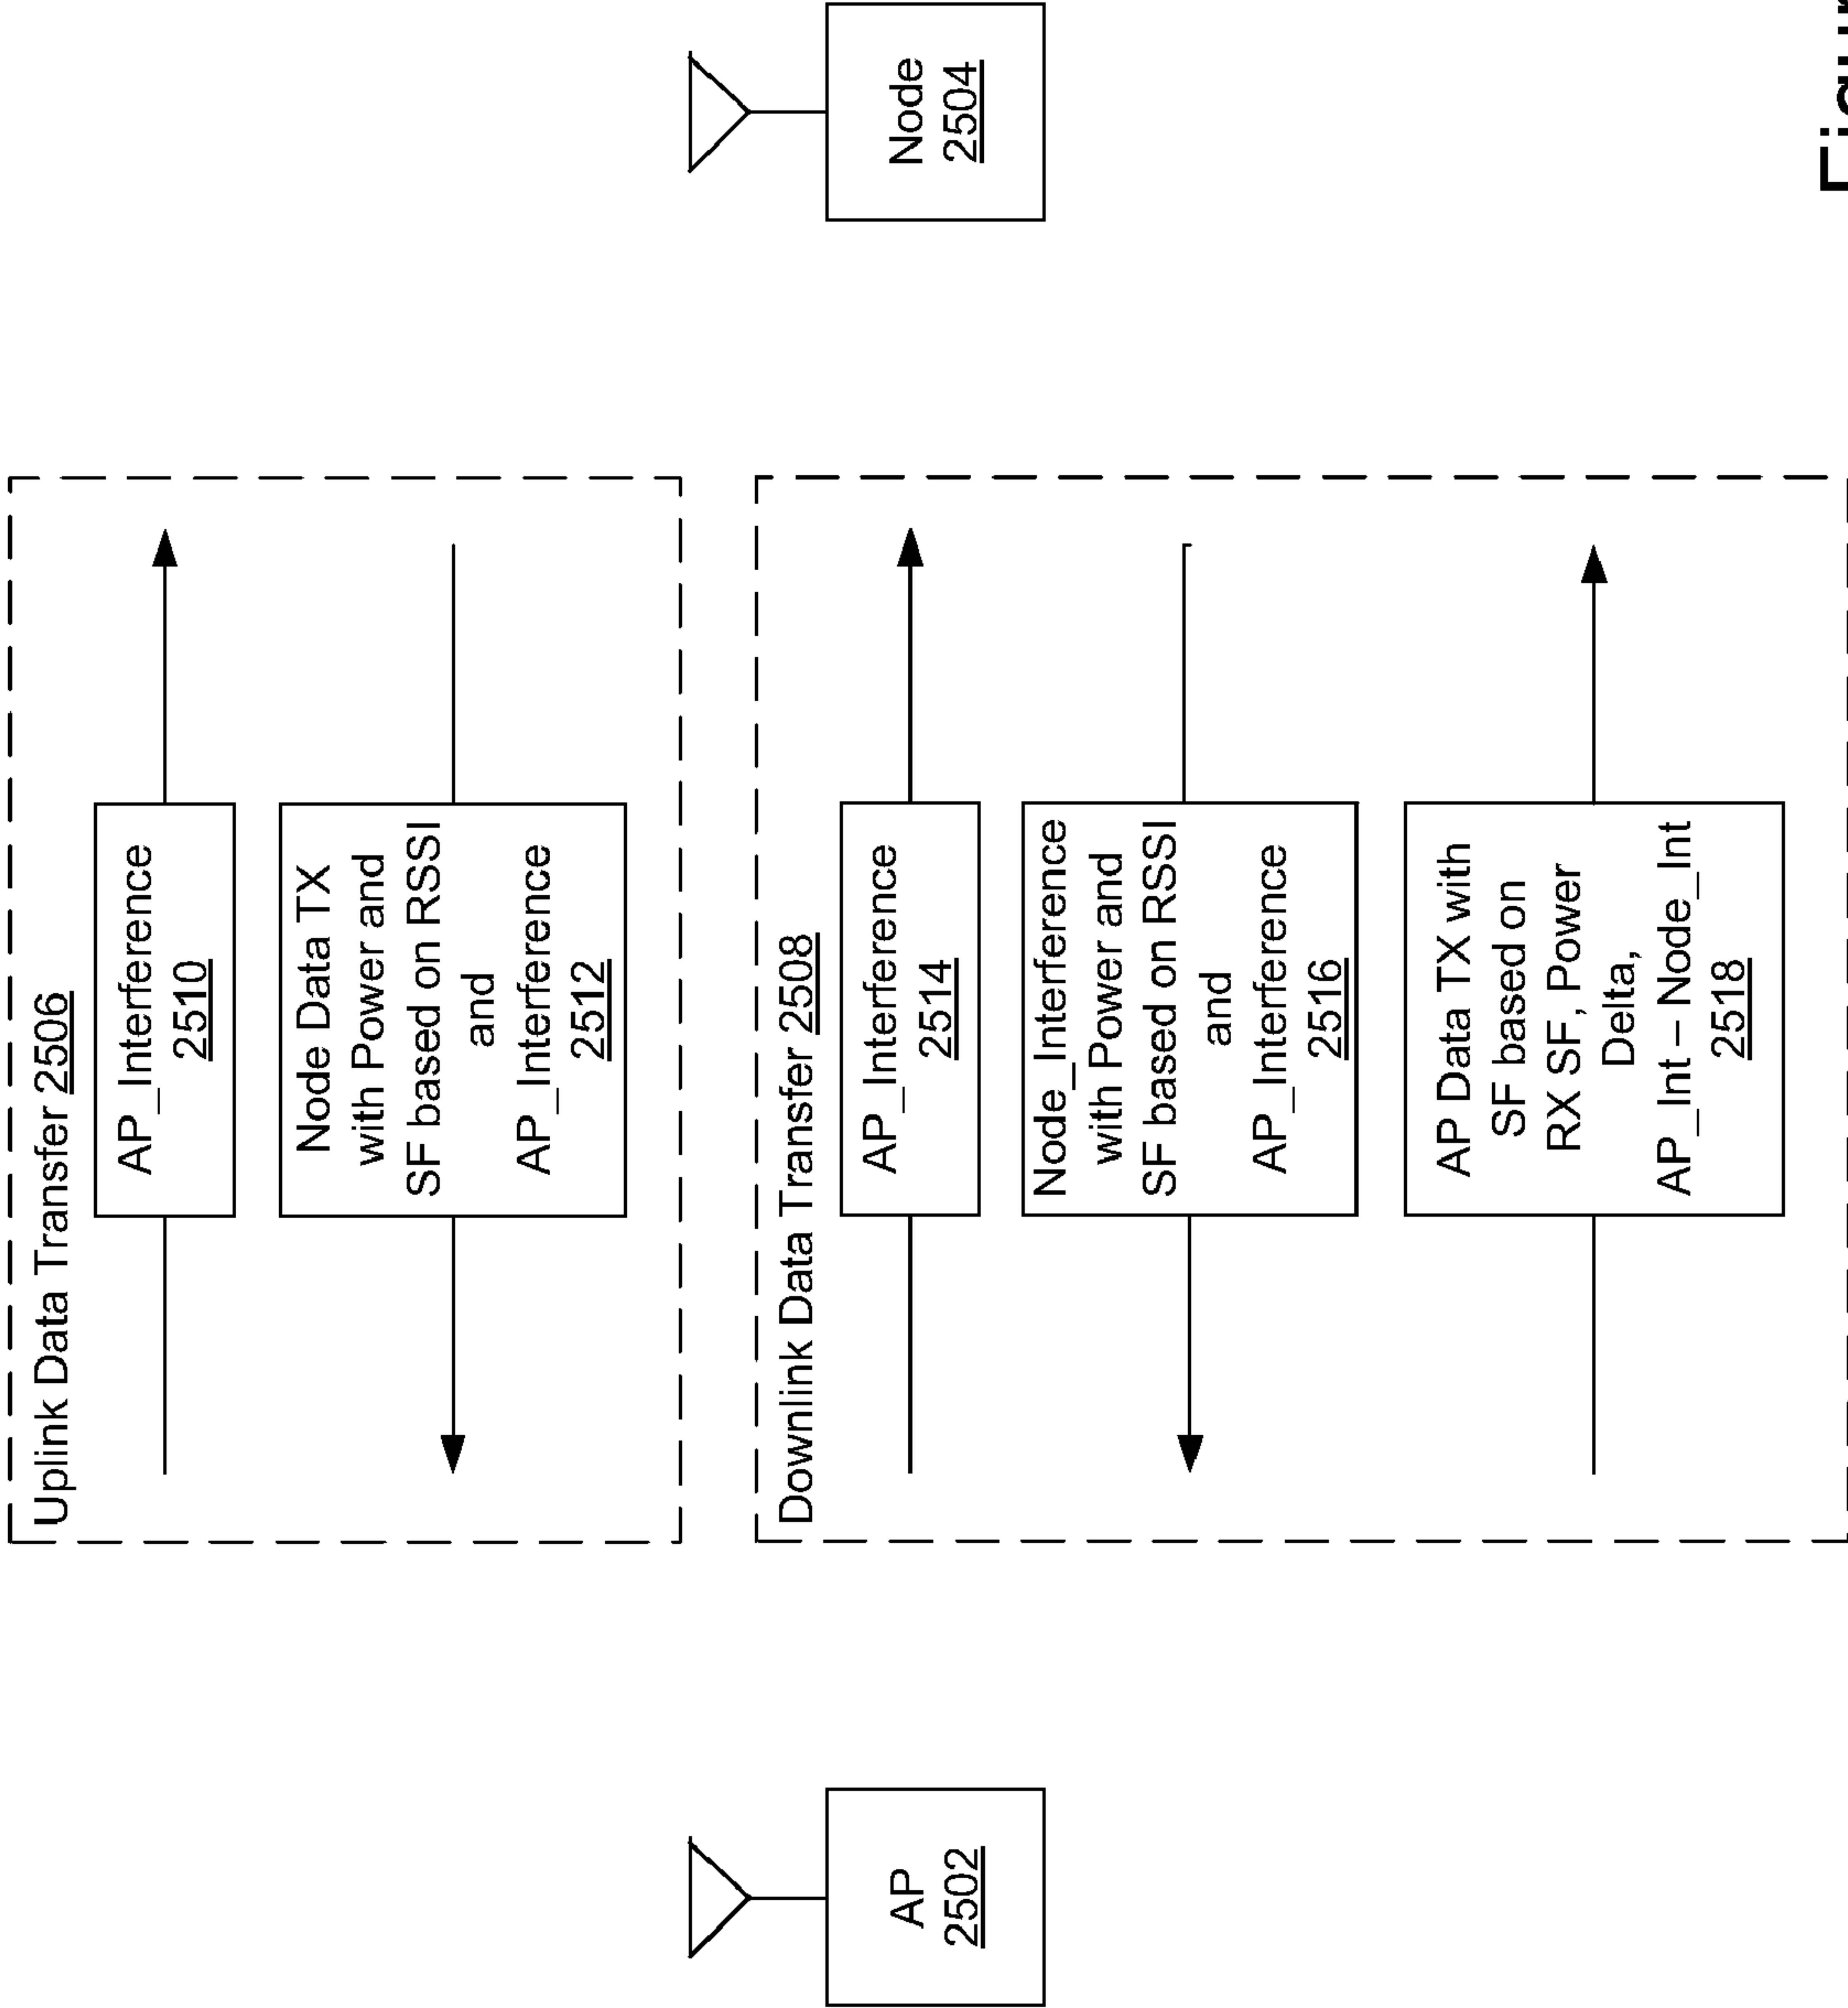 Uplink Data Transfer 2506
AP_Interference
2510
Node Data TX
with Power and
SF based on RSSI
and
AP_Interference
2512
AP
2502
Node
2504
Downlink Data Transfer 2508
AP_Interference
2514
Node_Interference
with Power and
SF based on RSSI
and
AP_Interference
2516
AP Data TX with
SF based on
RX SF, Power
Delta,
AP_Int – Node_Int
2518